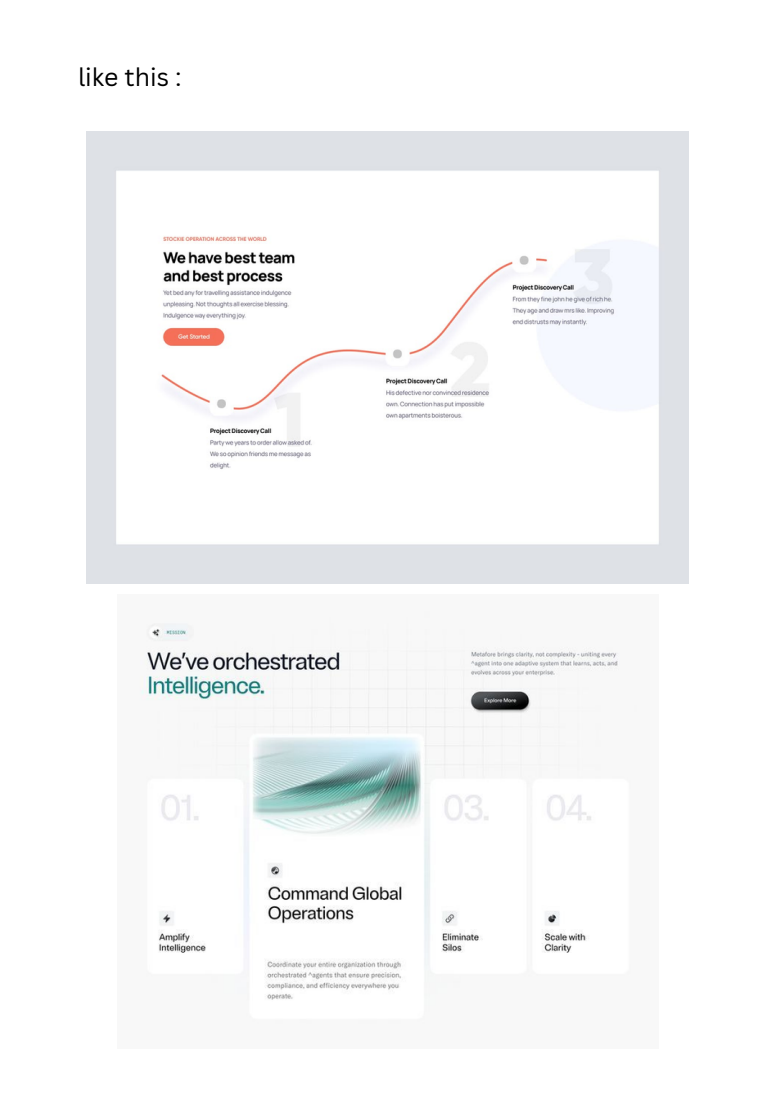 like this :
STOCKIE OPERATION ACROSS THE WORLD
We have best team
and best process
Yet bed any for travelling assistance indulgence
unpleasing. Not thoughts all exercise blessing.
Indulgence way everything joy.
Get Started
1
Project Discovery Call
Party we years to order allow asked of.
We so opinion friends me message as
delight.
2
Project Discovery Call
His defective nor convinced residence
own. Connection has put impossible
own apartments boisterous.
3
Project Discovery Call
From they fine john he give of rich he.
They age and draw mrs like. Improving
end distrusts may instantly.
We've orchestrated
Intelligence.
Metafore brings clarity, not complexity - uniting every
^agent into one adaptive system that learns, acts, and
evolves across your enterprise.
Explore More
01.
Amplify
Intelligence
Command Global
Operations
Coordinate your entire organization through
orchestrated ^agents that ensure precision,
compliance, and efficiency everywhere you
operate.
03.
Eliminate
Silos
04.
Scale with
Clarity